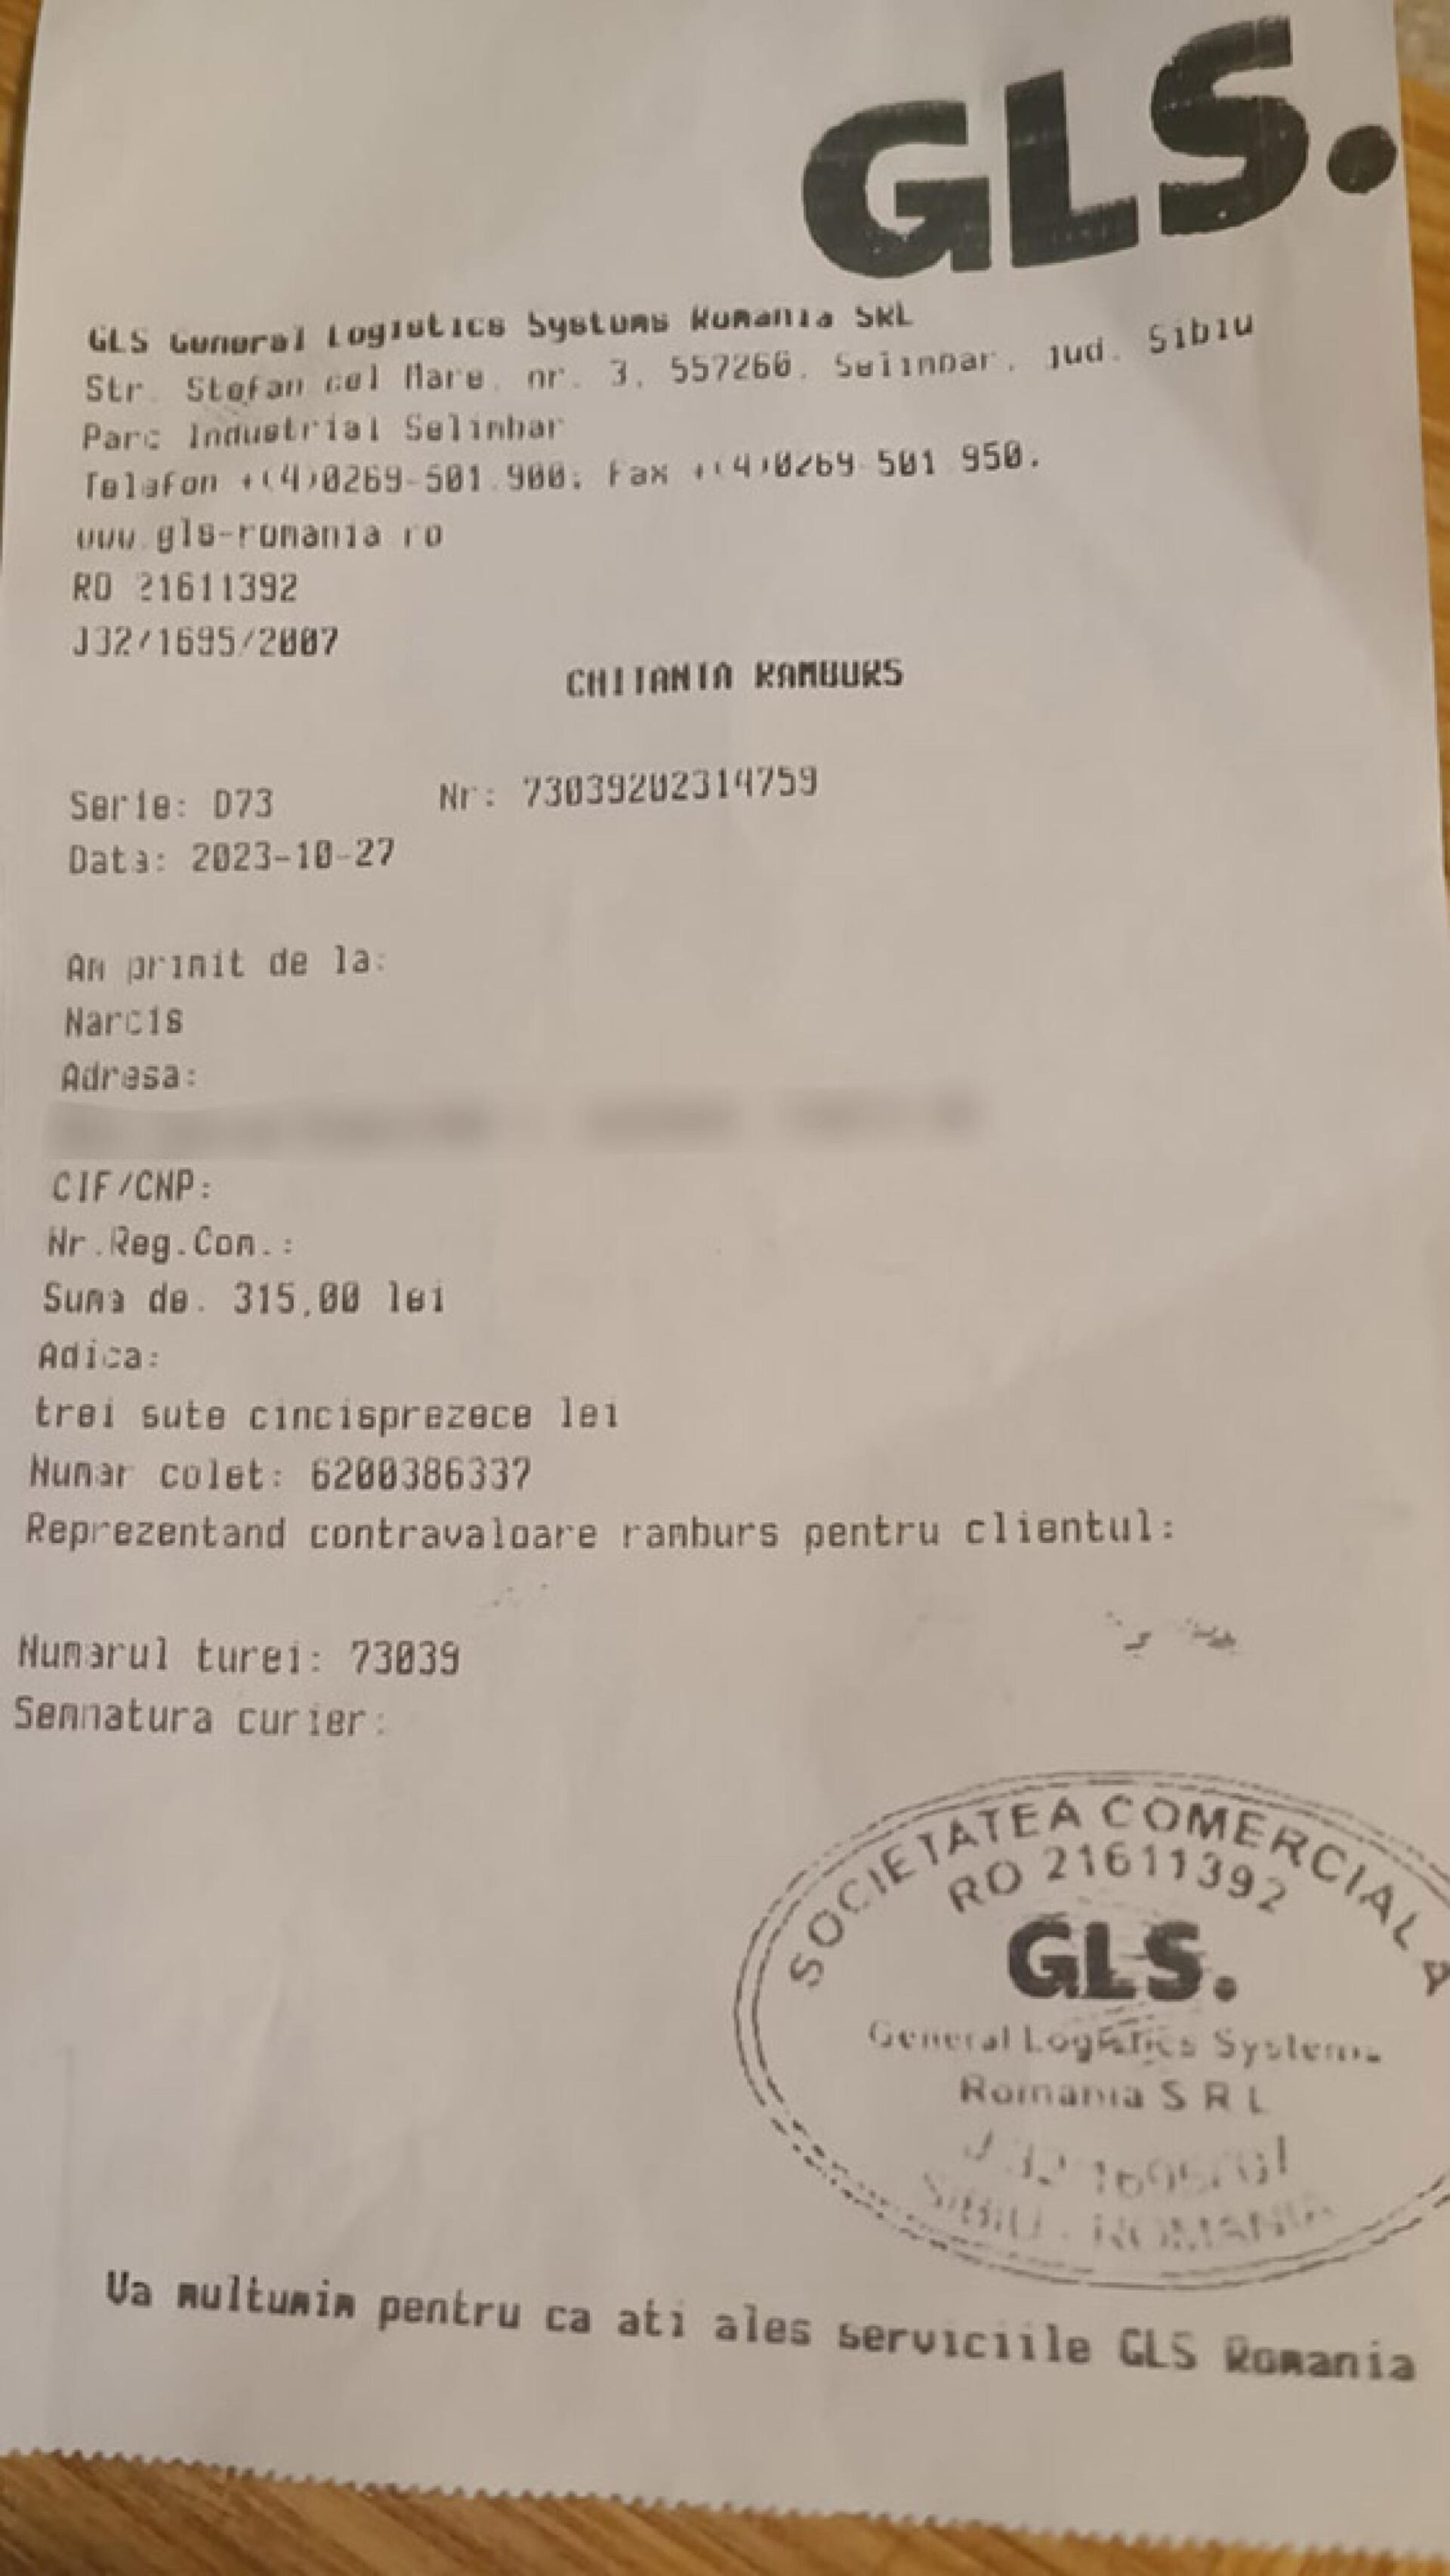 GLS.
GLS General Logistics Systems Romania SRL
Str. Stefan cel Mare, nr. 3, 557260, Selimbar, jud. Sibiu
Parc Industrial Selimbar
Telefon +(4)0269-501.900; Fax +(4)0269 501 950.
www.gls-romania.ro
RO 21611392
J32/1695/2007
CHITANTA RAMBURS
Serie: D73 Nr: 73039202314759
Data: 2023-10-27
Am primit de la:
Narcis
Adresa:
CIF/CNP:
Nr.Reg.Com.:
Suma de. 315,00 lei
Adica:
trei sute cincisprezece lei
Numar colet: 6200386337
Reprezentand contravaloare ramburs pentru clientul:
Numarul turei: 73039
Semnatura curier:
SOCIETATEA COMERCIALA
RO 21611392
GLS.
General Logistics Systems
Romania S R L
SIBIU - ROMANIA
Va multumim pentru ca ati ales serviciile GLS Romania